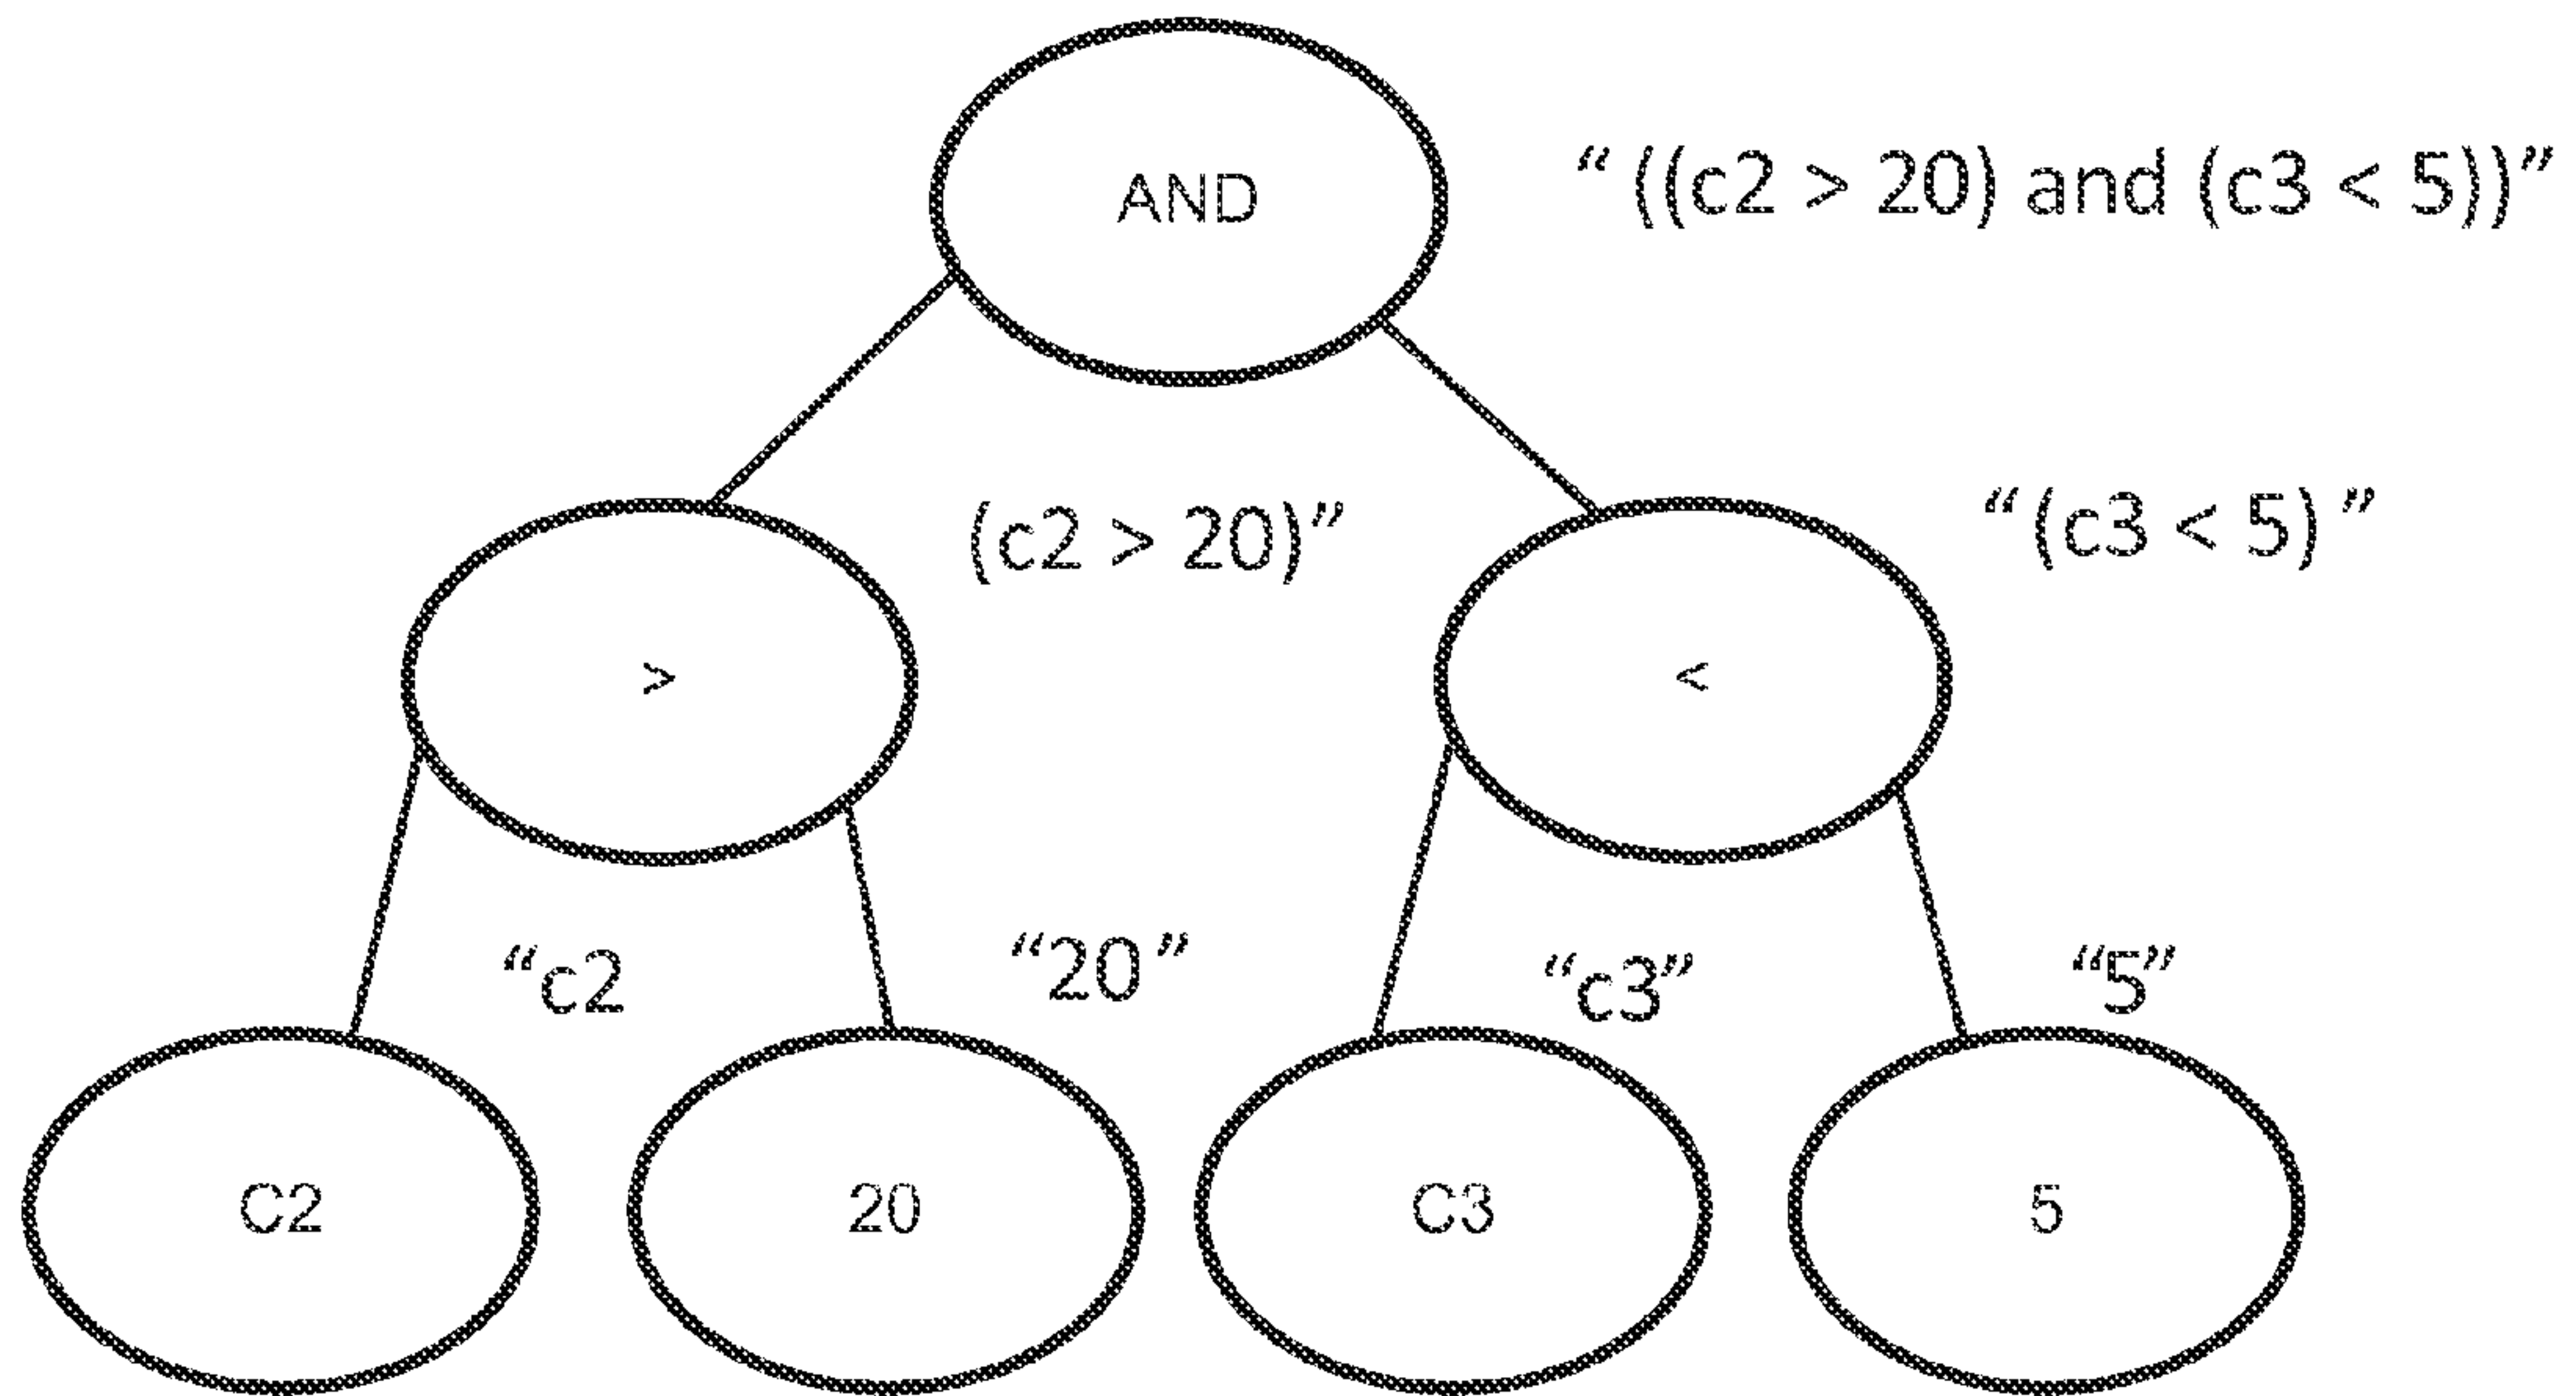 AND
“ ((c2 > 20) and (c3 < 5))”
(c2 > 20)”
“(c3 < 5) ”
>
<
“c2
“20”
“c3”
“5”
C2
20
C3
5